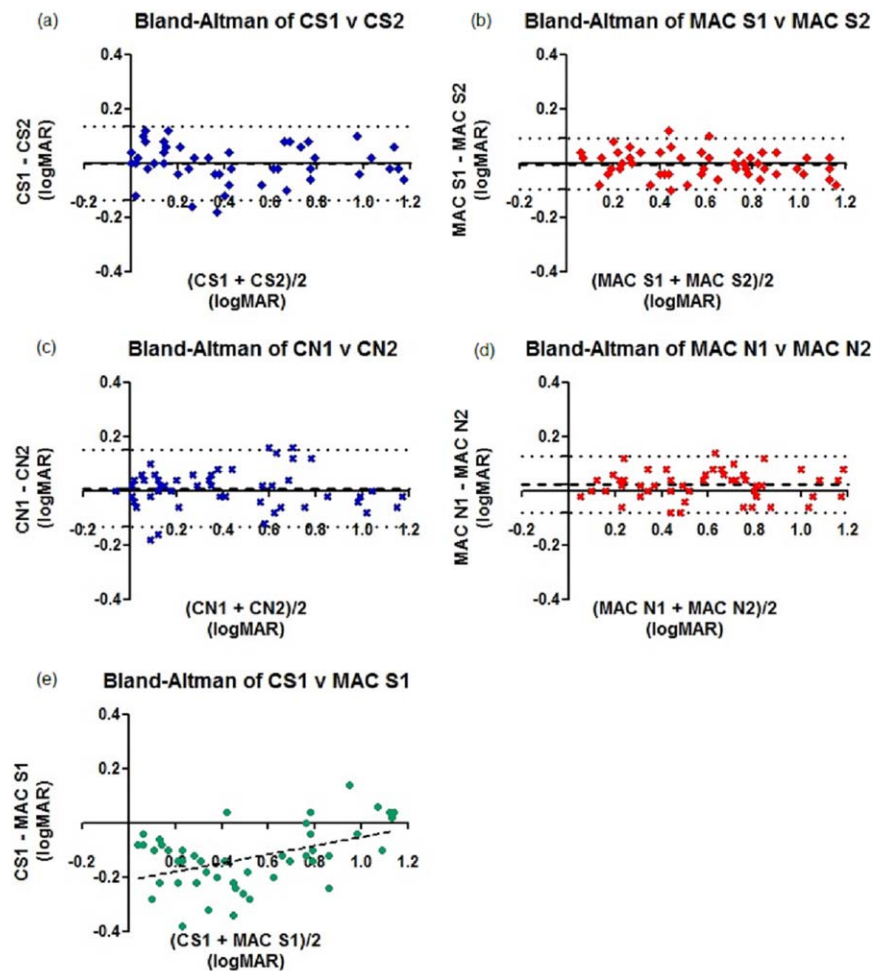 (a) Bland-Altman of CS1 v CS2
0.4
0.2
-0.2 0.2 0.4 0.6 0.8 1.0 1.2
-0.2
-0.4
CS1 - CS2
(logMAR)
(CS1 + CS2)/2
(logMAR)
(b) Bland-Altman of MAC S1 v MAC S2
0.4
0.2
-0.2 0.2 0.4 0.6 0.8 1.0 1.2
-0.2
-0.4
MAC S1 - MAC S2
(logMAR)
(MAC S1 + MAC S2)/2
(logMAR)
(c) Bland-Altman of CN1 v CN2
0.4
0.2
-0.2 0.2 0.4 0.6 0.8 1.0 1.2
-0.2
-0.4
CN1 - CN2
(logMAR)
(CN1 + CN2)/2
(logMAR)
(d) Bland-Altman of MAC N1 v MAC N2
0.4
0.2
-0.2 0.2 0.4 0.6 0.8 1.0 1.2
-0.2
-0.4
MAC N1 - MAC N2
(logMAR)
(MAC N1 + MAC N2)/2
(logMAR)
(e) Bland-Altman of CS1 v MAC S1
0.4
0.2
-0.2 0.2 0.4 0.6 0.8 1.0 1.2
-0.2
-0.4
CS1 - MAC S1
(logMAR)
(CS1 + MAC S1)/2
(logMAR)